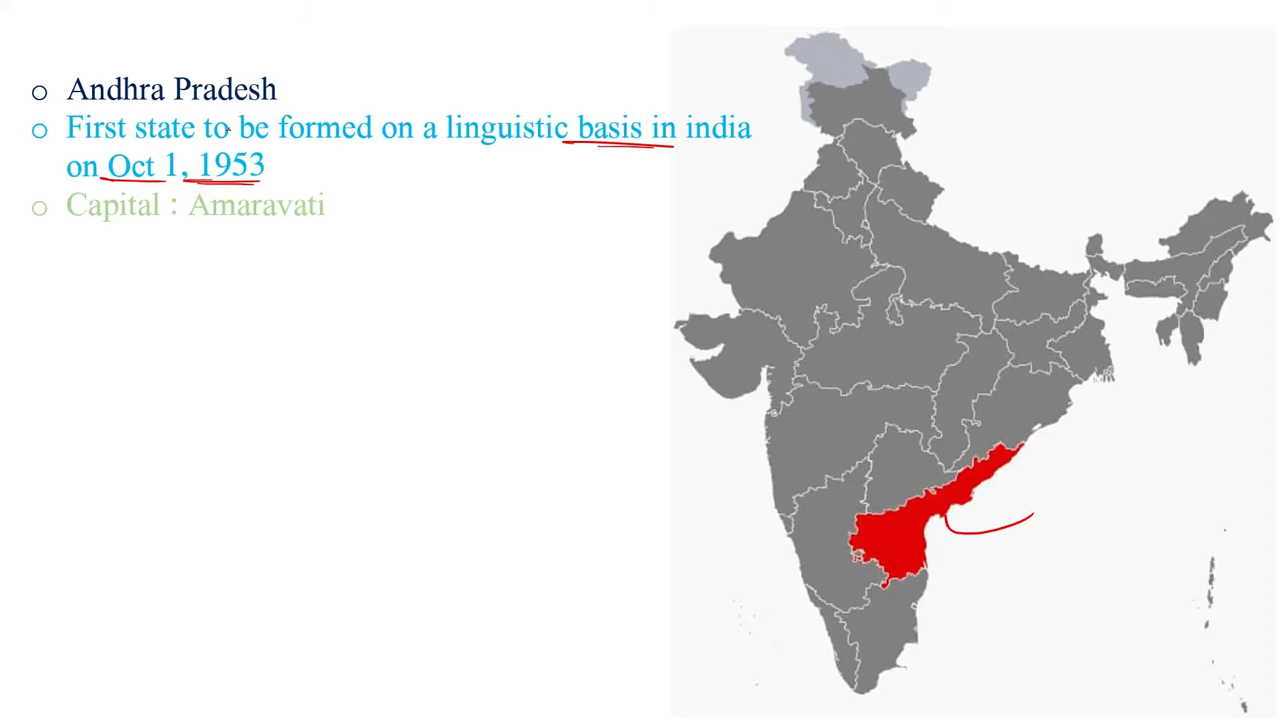 Andhra Pradesh
First state to be formed on a linguistic basis in india
on Oct 1, 1953
Capital : Amaravati